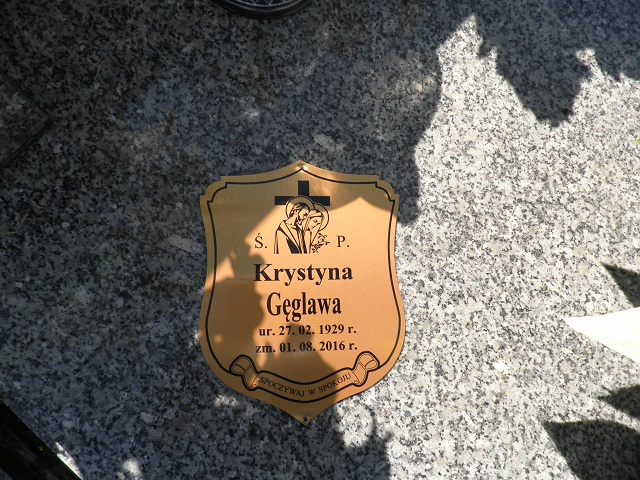 Ś. P.
Krystyna
Gęglawa
ur. 27. 02. 1929 r.
zm. 01. 08. 2016 r.
SPOCZYWAJ W SPOKOJU